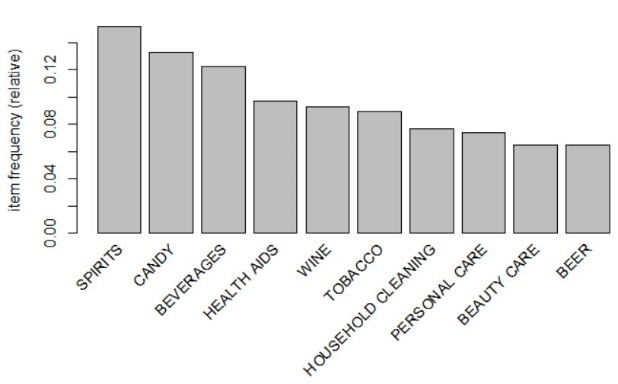 item frequency (relative)
0.12
0.08
0.04
0.00
SPIRITS
CANDY
BEVERAGES
HEALTH AIDS
WINE
TOBACCO
HOUSEHOLD CLEANING
PERSONAL CARE
BEAUTY CARE
BEER